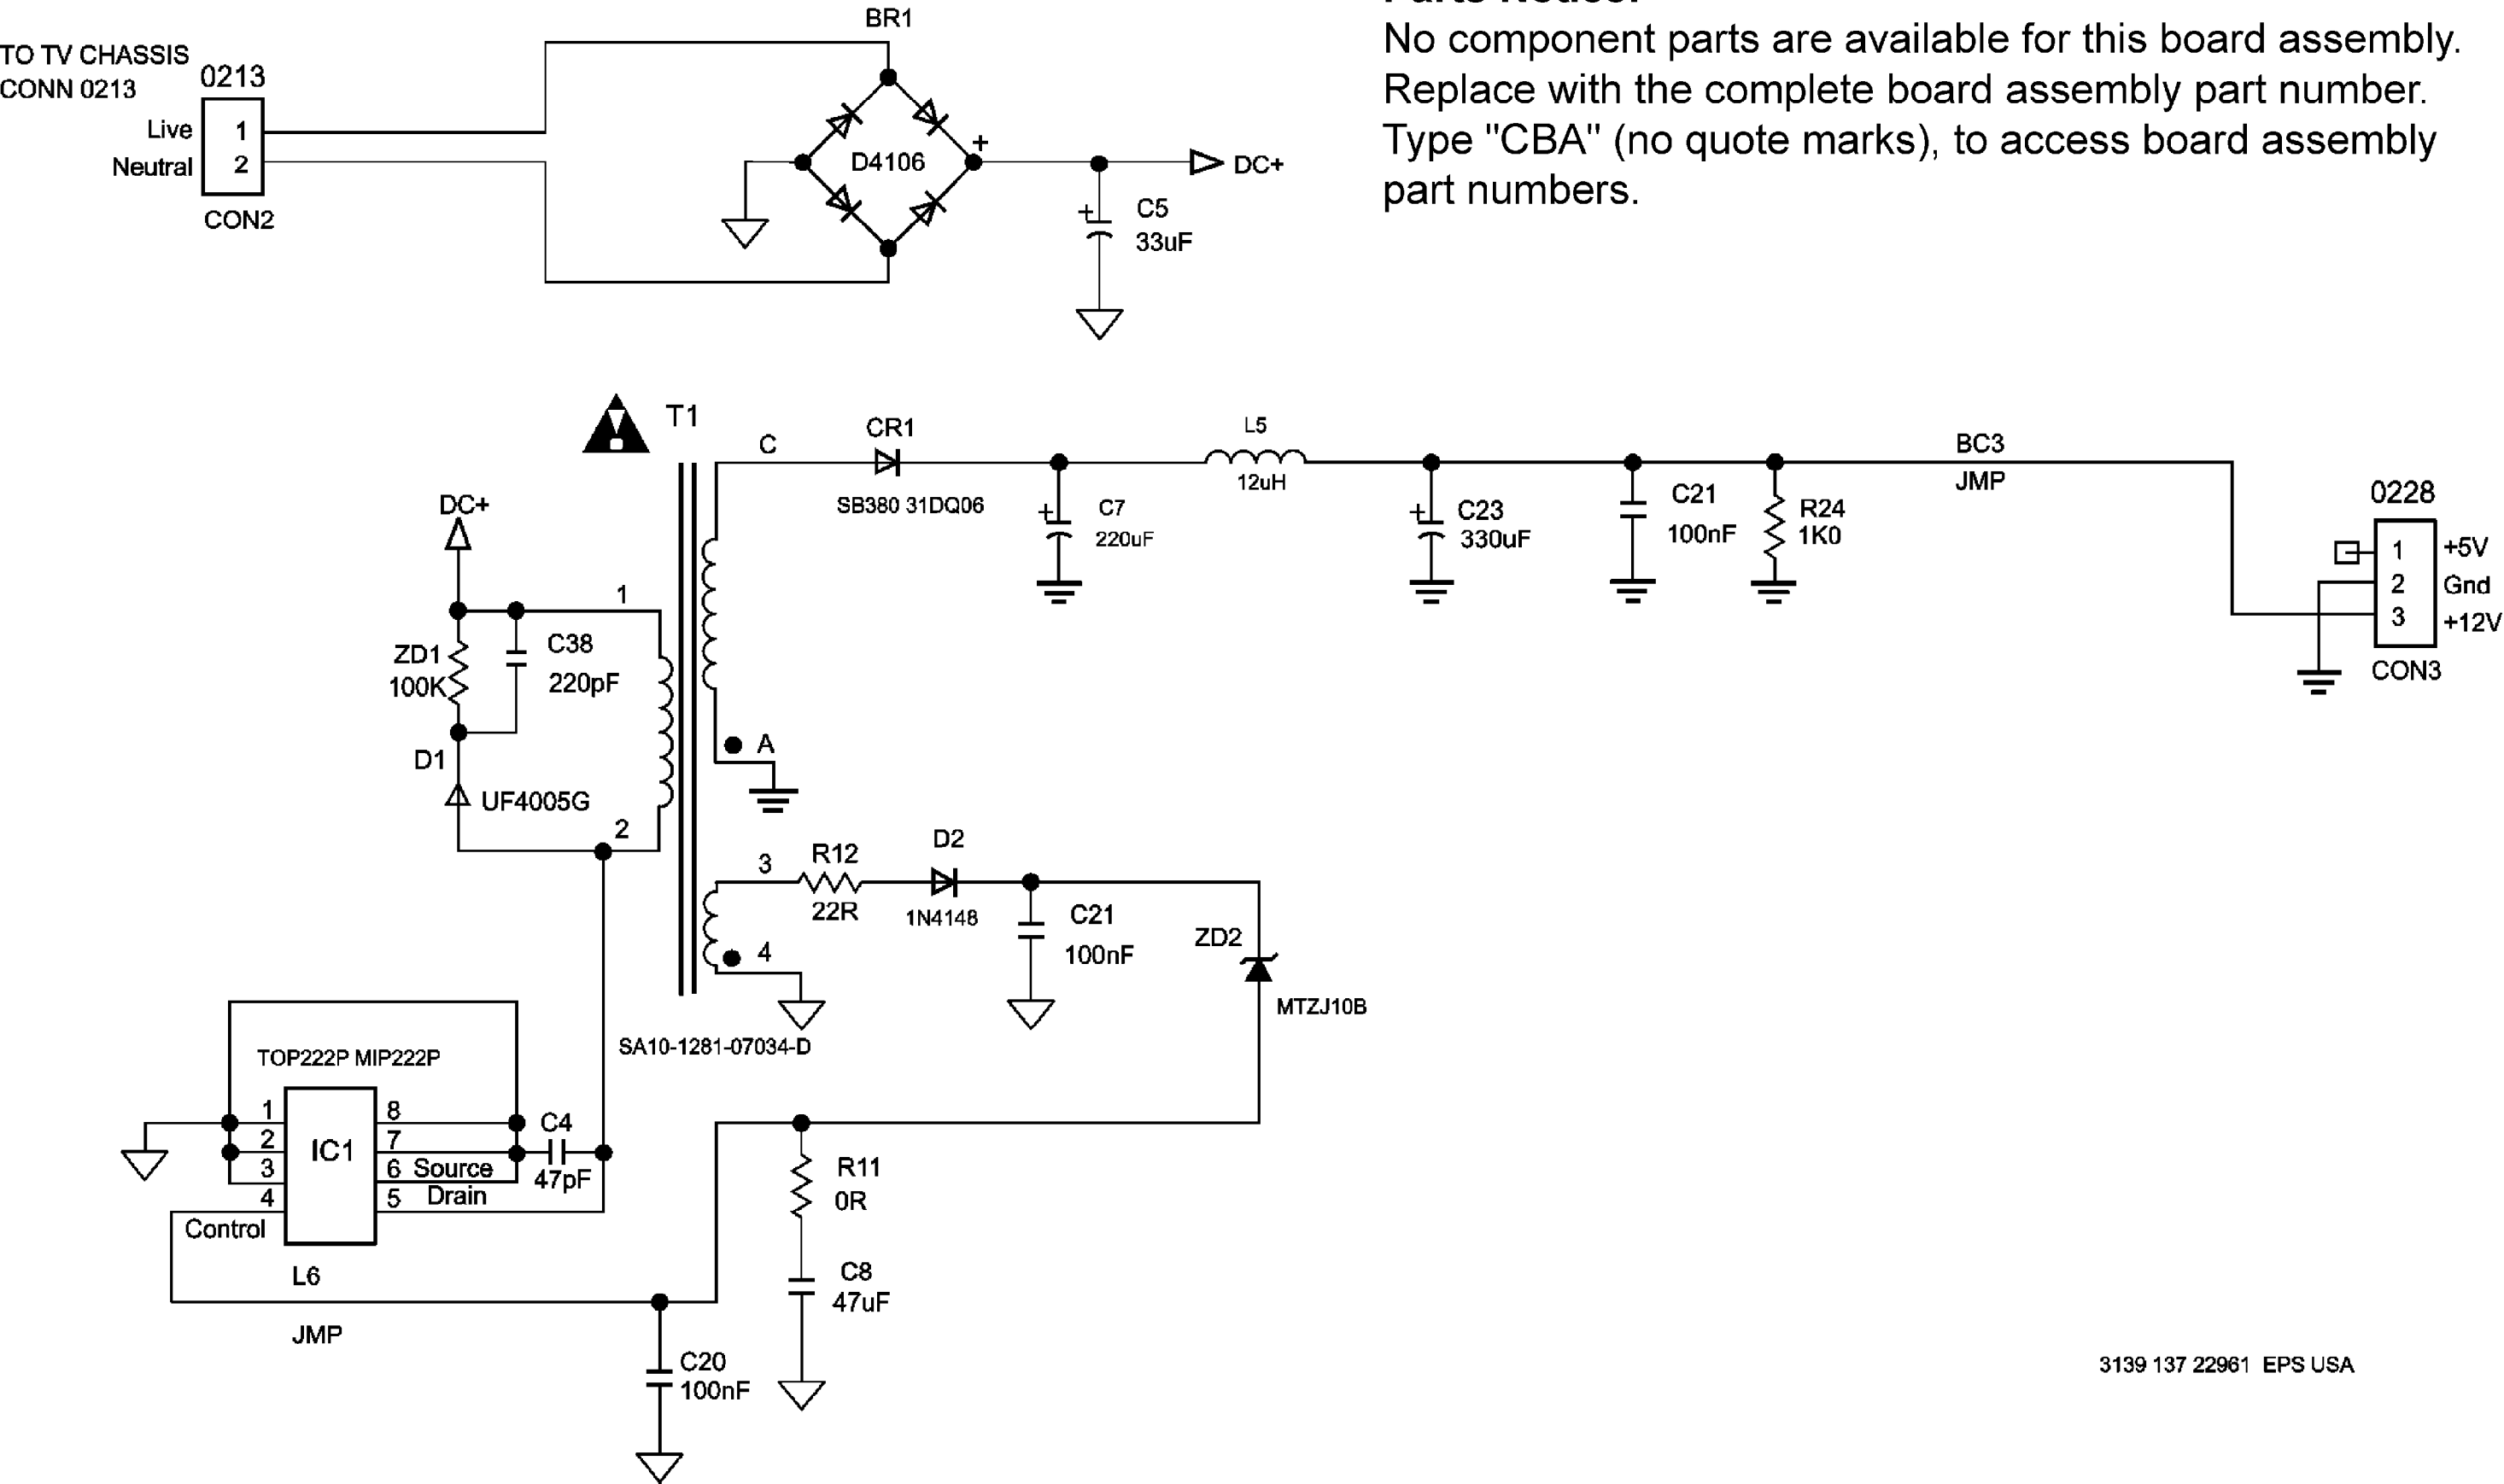 Parts Notice:
No component parts are available for this board assembly.
Replace with the complete board assembly part number.
Type "CBA" (no quote marks), to access board assembly
part numbers.
BR1
TO TV CHASSIS
CONN 0213
0213
Live
1
Neutral
2
CON2
D4106
+
DC+
+
C5
33uF
T1
C
CR1
SB380 31DQ06
L5
12uH
+
C7
220uF
+
C23
330uF
C21
100nF
R24
1K0
BC3
JMP
0228
1
+5V
2
Gnd
3
+12V
CON3
DC+
1
ZD1
100K
C38
220pF
D1
UF4005G
2
A
3
R12
22R
D2
1N4148
C21
100nF
4
ZD2
MTZJ10B
SA10-1281-07034-D
TOP222P MIP222P
1
2
3
4
IC1
8
7
6
Source
5
Drain
Control
C4
47pF
L6
JMP
R11
0R
C8
47uF
C20
100nF
3139 137 22961 EPS USA